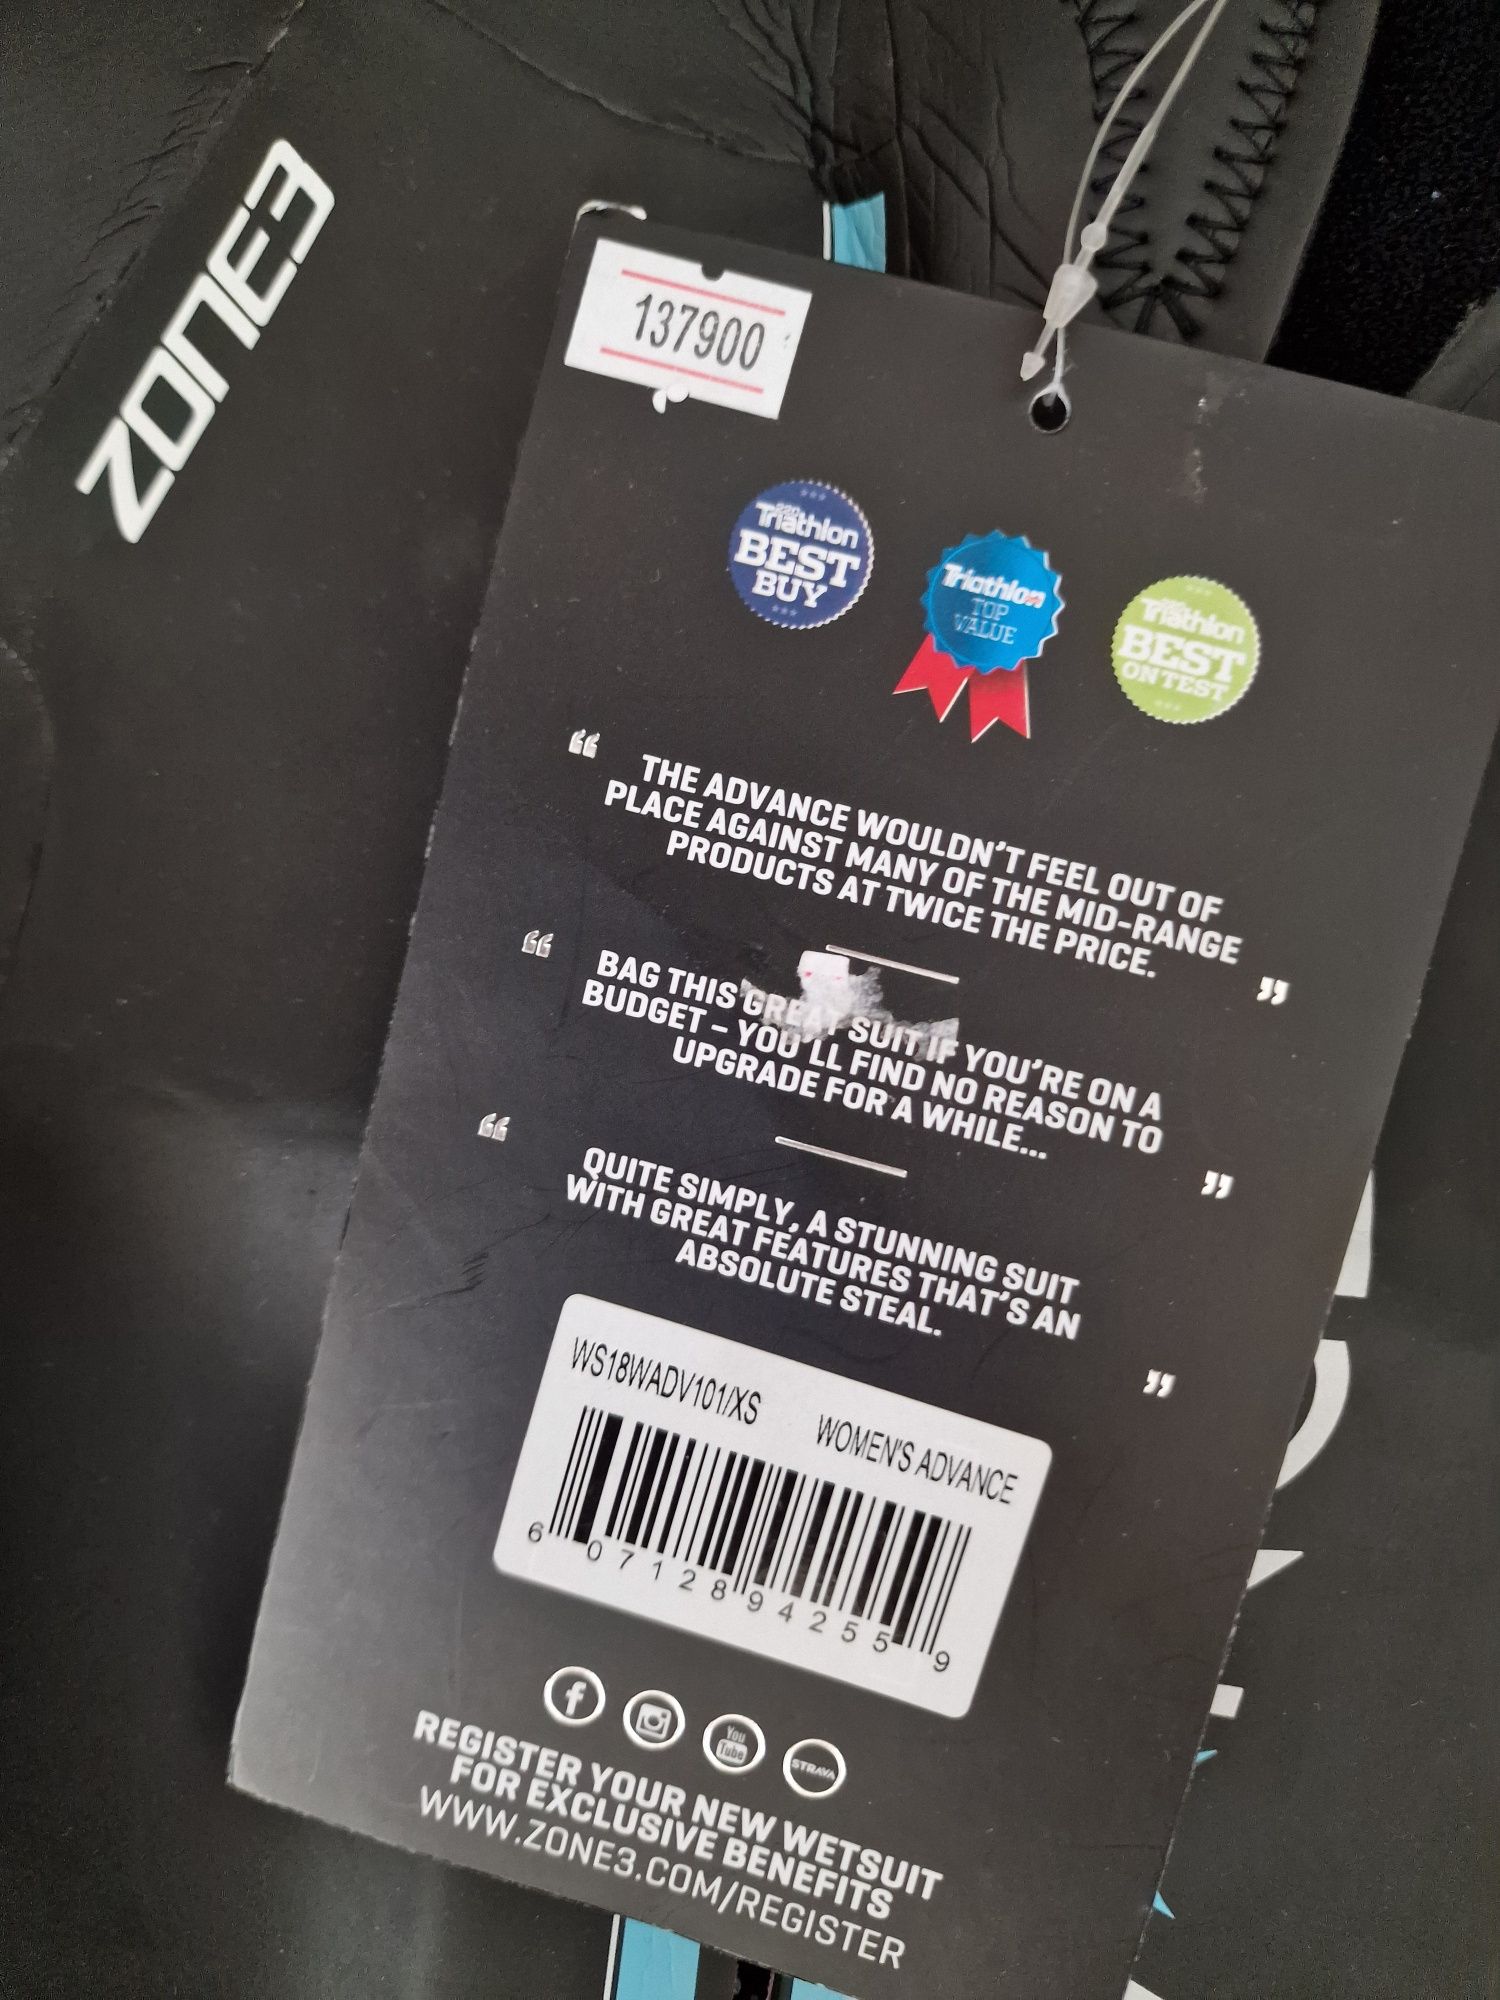 ZONE3
137900
220
Triathlon
BEST
BUY
Triathlon
TOP
VALUE
220
Triathlon
BEST
ON TEST
“ THE ADVANCE WOULDN'T FEEL OUT OF
PLACE AGAINST MANY OF THE MID-RANGE
PRODUCTS AT TWICE THE PRICE. ”
“ BAG THIS GREAT SUIT IF YOU'RE ON A
BUDGET – YOU'LL FIND NO REASON TO
UPGRADE FOR A WHILE... ”
“ QUITE SIMPLY, A STUNNING SUIT
WITH GREAT FEATURES THAT'S AN
ABSOLUTE STEAL. ”
WS18WADV101/XS
WOMEN'S ADVANCE
6 07128 94255 9
f
You
Tube
STRAVA
REGISTER YOUR NEW WETSUIT
FOR EXCLUSIVE BENEFITS
WWW.ZONE3.COM/REGISTER